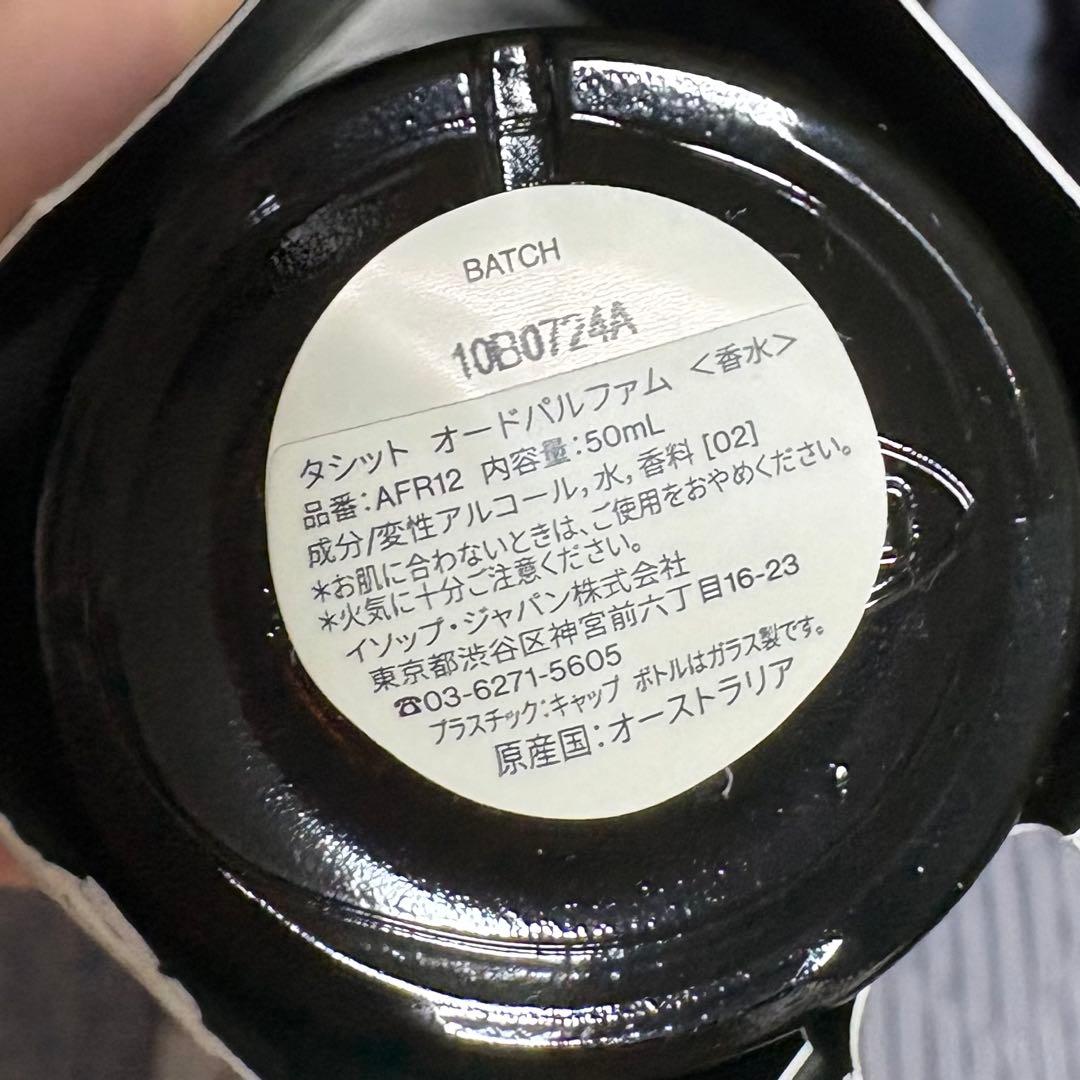 BATCH
10B0724A
タシット オードパルファム <香水>
品番:AFR12 内容量:50mL
成分/変性アルコール,水,香料 [02]
*お肌に合わないときは、ご使用をおやめください。
*火気に十分ご注意ください。
イソップ・ジャパン株式会社
東京都渋谷区神宮前六丁目16-23
☎03-6271-5605
プラスチック:キャップ ボトルはガラス製です。
原産国:オーストラリア